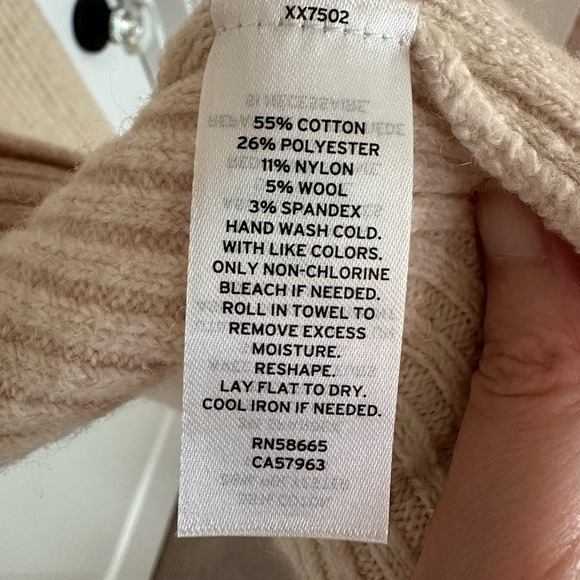 XX7502
SI NÉCESSAIRE.
55% COTTON
26% POLYESTER
11% NYLON
5% WOOL
3% SPANDEX
HAND WASH COLD.
WITH LIKE COLORS.
ONLY NON-CHLORINE
BLEACH IF NEEDED.
ROLL IN TOWEL TO
REMOVE EXCESS
MOISTURE.
RESHAPE.
LAY FLAT TO DRY.
COOL IRON IF NEEDED.
RN58665
CA57963